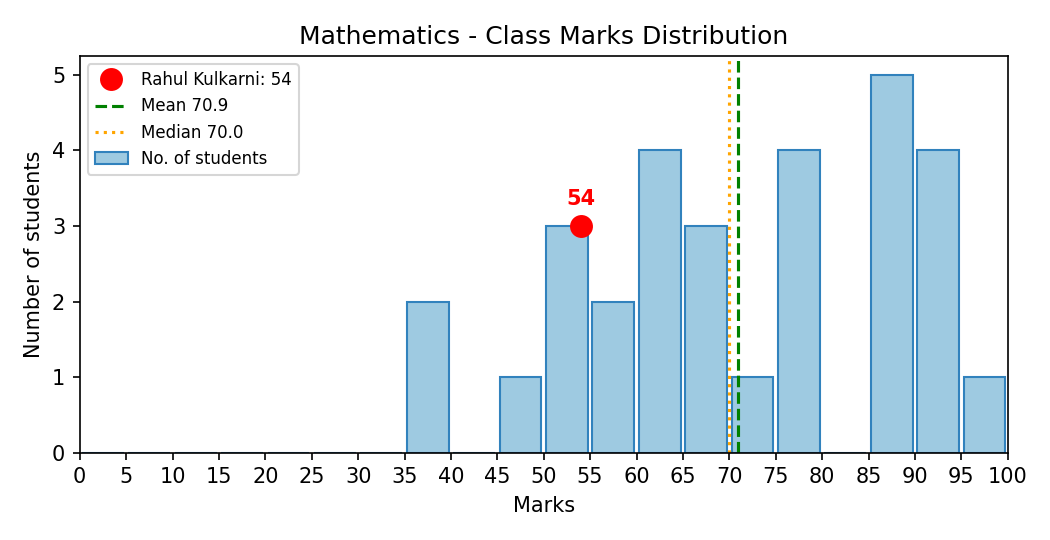 Mathematics - Class Marks Distribution
Rahul Kulkarni: 54
Mean 70.9
Median 70.0
No. of students
54
Number of students
5
4
3
2
1
0
0 5 10 15 20 25 30 35 40 45 50 55 60 65 70 75 80 85 90 95 100
Marks